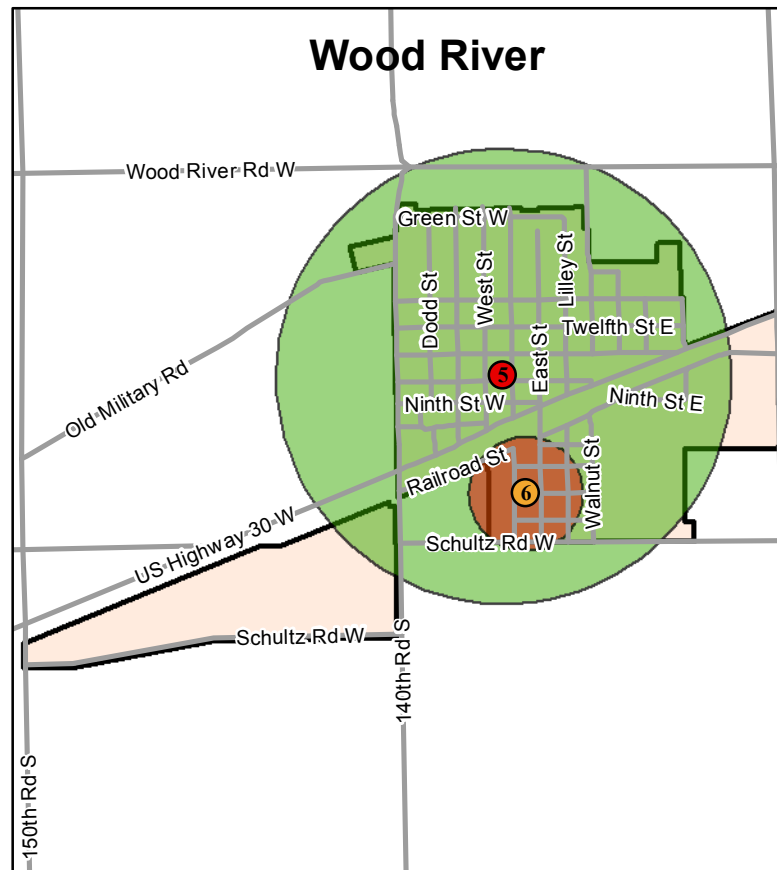 Wood River
Wood River Rd W
Green St W
Lilley St
West St
Dodd St
Twelfth St E
East St
Old Military Rd
5
Ninth St W
Ninth St E
Railroad St
Walnut St
6
US Highway 30 W
Schultz Rd W
Schultz Rd W
140th Rd S
150th Rd S